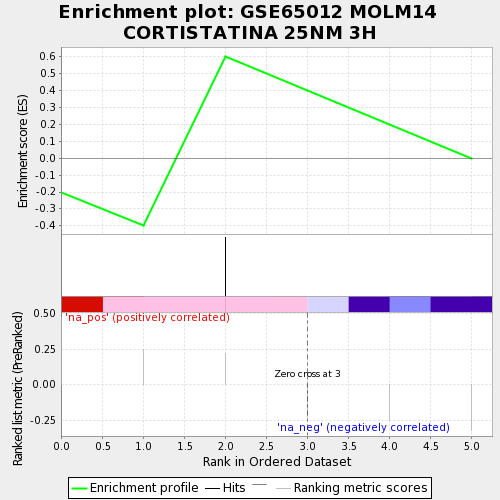 Enrichment plot: GSE65012 MOLM14
CORTISTATINA 25NM 3H
Enrichment score (ES)
0.6
0.5
0.4
0.3
0.2
0.1
0.0
-0.1
-0.2
-0.3
-0.4
Ranked list metric (PreRanked)
0.50
0.25
0.00
-0.25
'na_pos' (positively correlated)
Zero cross at 3
'na_neg' (negatively correlated)
0.0 0.5 1.0 1.5 2.0 2.5 3.0 3.5 4.0 4.5 5.0
Rank in Ordered Dataset
Enrichment profile Hits Ranking metric scores